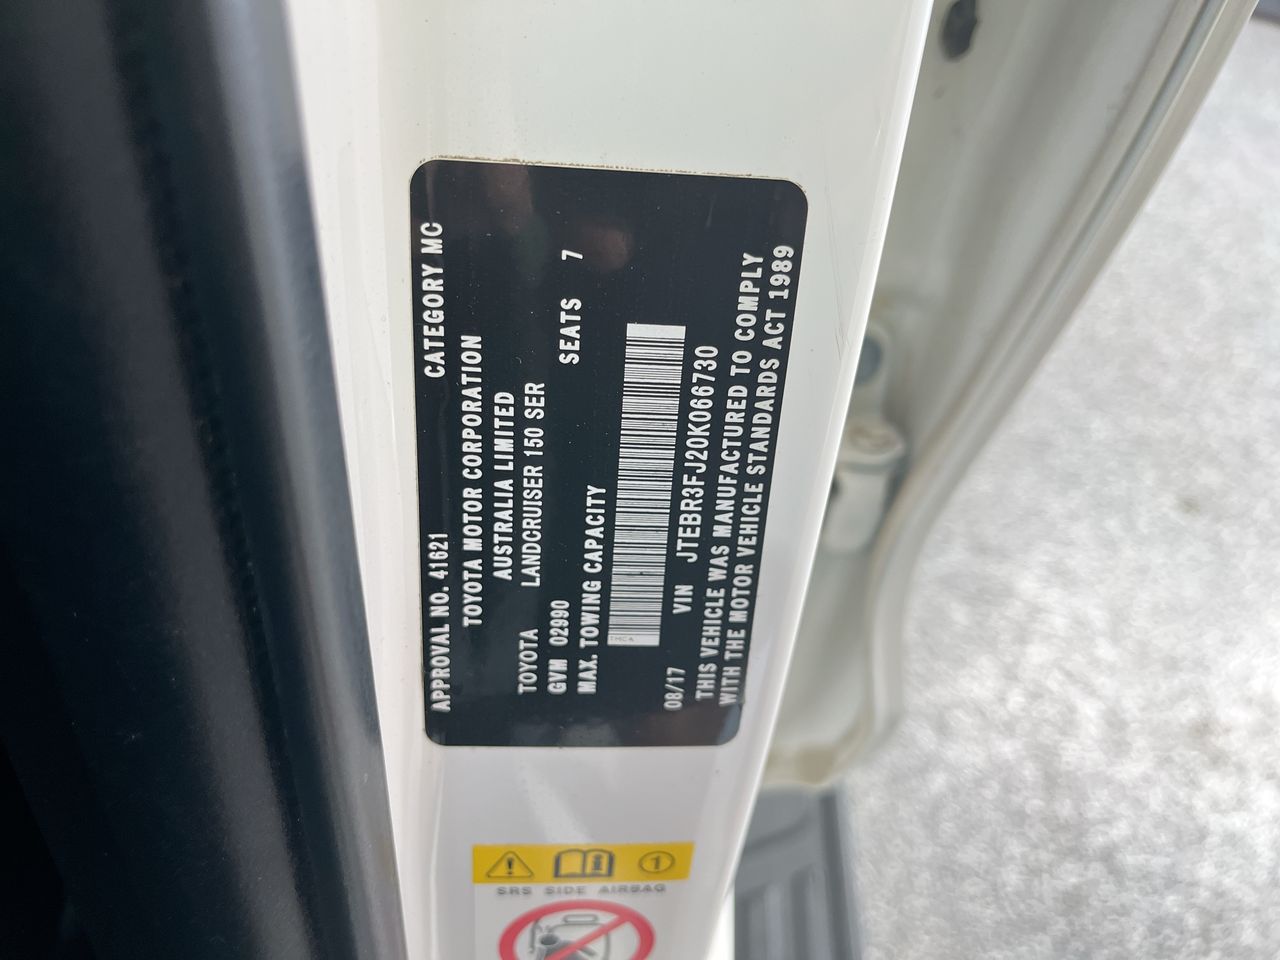 APPROVAL NO. 41621 CATEGORY MC
TOYOTA MOTOR CORPORATION
AUSTRALIA LIMITED
TOYOTA LANDCRUISER 150 SER
GVM 02990 SEATS 7
MAX. TOWING CAPACITY
TMCA
08/17 VIN JTEBR3FJ20K066730
THIS VEHICLE WAS MANUFACTURED TO COMPLY
WITH THE MOTOR VEHICLE STANDARDS ACT 1989
1
SRS SIDE AIRBAG